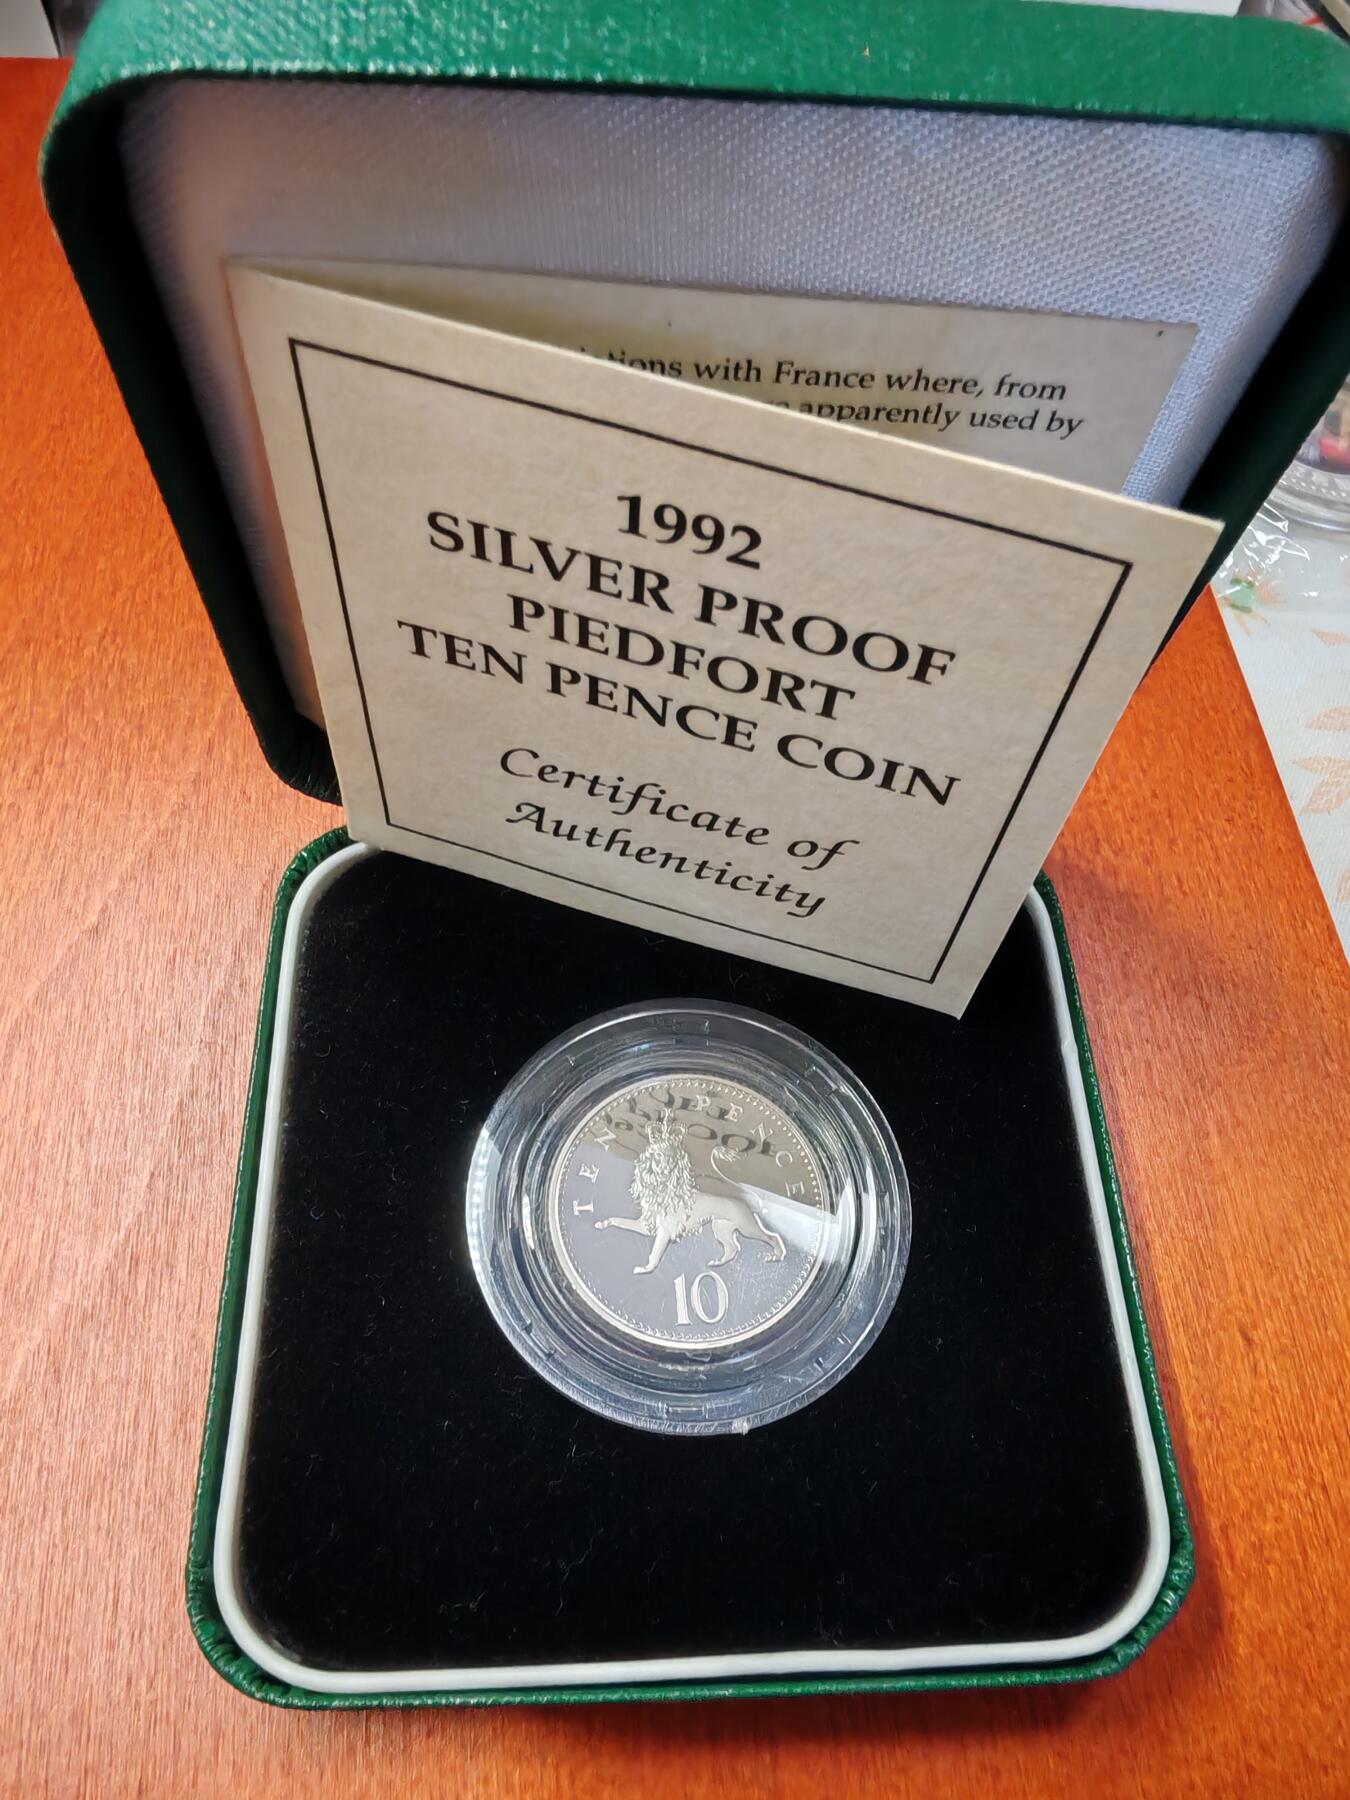 with France where, from
apparently used by
1992
SILVER PROOF
PIEDFORT
TEN PENCE COIN
Certificate of
Authenticity
TEN PENCE
10